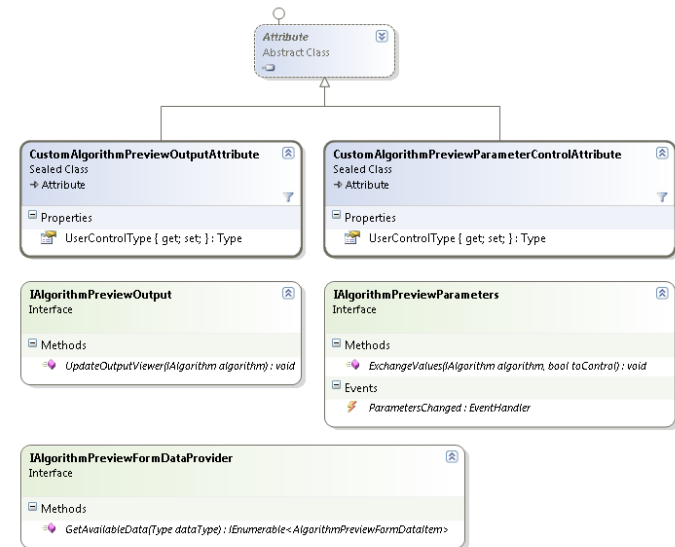 Attribute
Abstract Class
CustomAlgorithmPreviewOutputAttribute
Sealed Class
Attribute
Properties
UserControlType { get; set; } : Type
CustomAlgorithmPreviewParameterControlAttribute
Sealed Class
Attribute
Properties
UserControlType { get; set; } : Type
IAlgorithmPreviewOutput
Interface
Methods
UpdateOutputViewer(IAlgorithm algorithm) : void
IAlgorithmPreviewParameters
Interface
Methods
ExchangeValues(IAlgorithm algorithm, bool toControl) : void
Events
ParametersChanged : EventHandler
IAlgorithmPreviewFormDataProvider
Interface
Methods
GetAvailableData(Type dataType) : IEnumerable<AlgorithmPreviewFormDataItem>